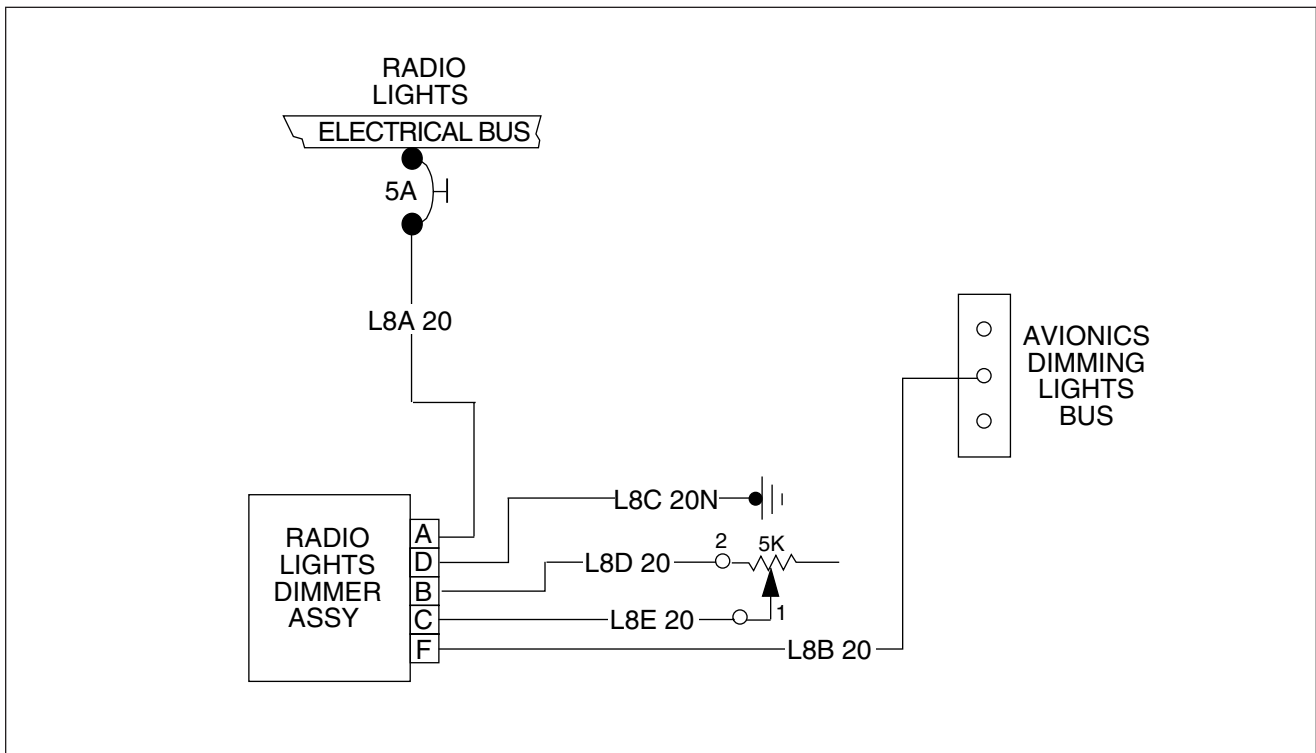 RADIO
LIGHTS
ELECTRICAL BUS
5A
L8A 20
AVIONICS
DIMMING
LIGHTS
BUS
RADIO
LIGHTS
DIMMER
ASSY
A
D
B
C
F
L8C 20N
L8D 20
2
5K
L8E 20
1
L8B 20